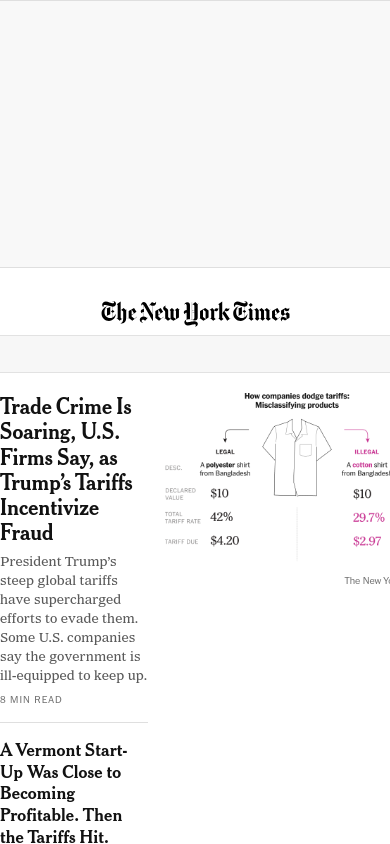 The New York Times
Trade Crime Is
Soaring, U.S.
Firms Say, as
Trump’s Tariffs
Incentivize
Fraud
President Trump’s
steep global tariffs
have supercharged
efforts to evade them.
Some U.S. companies
say the government is
ill-equipped to keep up.
8 MIN READ
A Vermont Start-
Up Was Close to
Becoming
Profitable. Then
the Tariffs Hit.
How companies dodge tariffs:
Misclassifying products
LEGAL
ILLEGAL
DESC.
A polyester shirt
from Bangladesh
A cotton shirt
from Bangladesh
DECLARED
VALUE
$10
$10
TOTAL
TARIFF RATE
42%
29.7%
TARIFF DUE
$4.20
$2.97
The New Yo